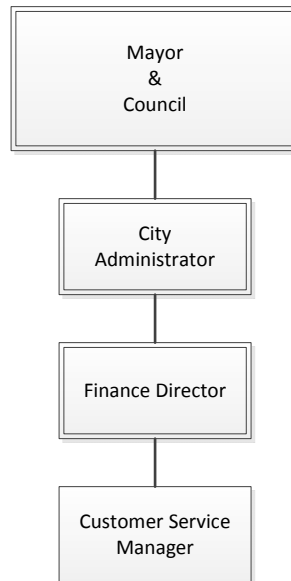 Mayor
&
Council
City
Administrator
Finance Director
Customer Service
Manager